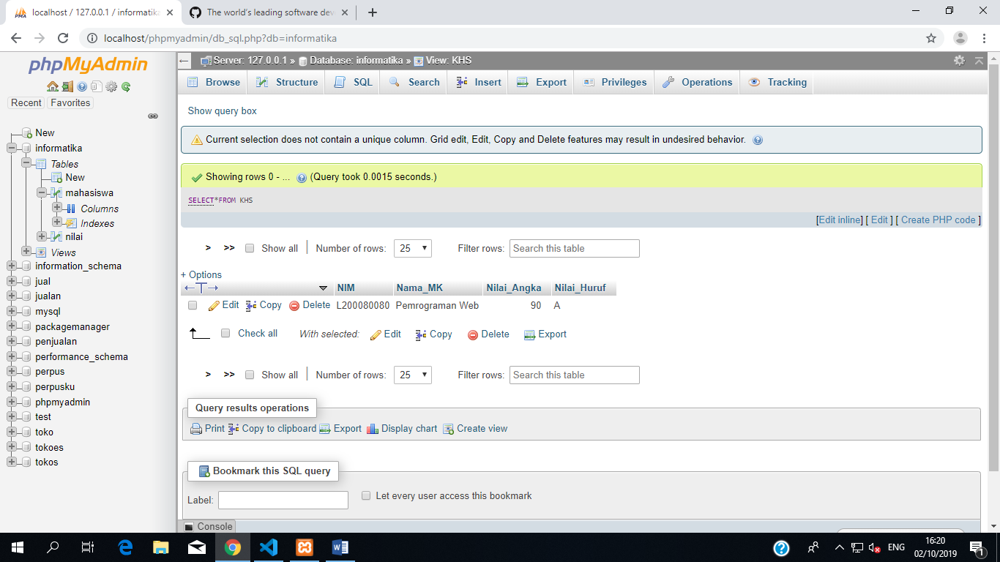 localhost / 127.0.0.1 / informatika
The world's leading software dev
localhost/phpmyadmin/db_sql.php?db=informatika
phpMyAdmin
Recent Favorites
New
informatika
Tables
New
mahasiswa
Columns
Indexes
nilai
Views
information_schema
jual
jualan
mysql
packagemanager
penjualan
performance_schema
perpus
perpusku
phpmyadmin
test
toko
tokoes
tokos
Server: 127.0.0.1 » Database: informatika » View: KHS
Browse Structure SQL Search Insert Export Privileges Operations Tracking
Show query box
Current selection does not contain a unique column. Grid edit, Edit, Copy and Delete features may result in undesired behavior.
Showing rows 0 - ... (Query took 0.0015 seconds.)
SELECT*FROM KHS
[Edit inline] [ Edit ] [ Create PHP code ]
> >> Show all Number of rows: 25 Filter rows: Search this table
+ Options
←T→ NIM Nama_MK Nilai_Angka Nilai_Huruf
Edit Copy Delete L200080080 Pemrograman Web 90 A
Check all With selected: Edit Copy Delete Export
> >> Show all Number of rows: 25 Filter rows: Search this table
Query results operations
Print Copy to clipboard Export Display chart Create view
Bookmark this SQL query
Label: Let every user access this bookmark
Console
ENG
16:20
02/10/2019
1